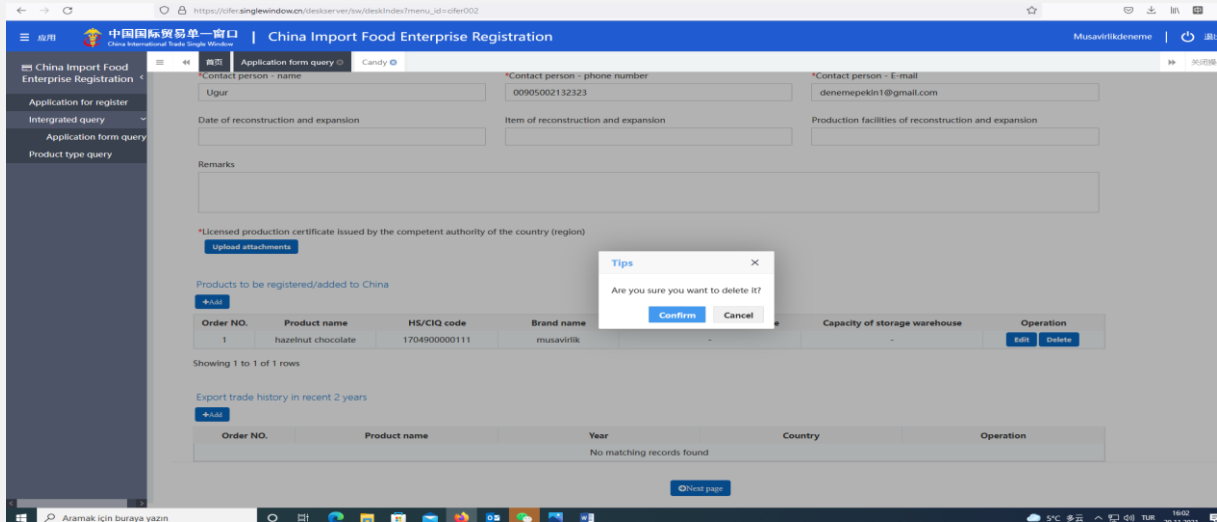 https://cifer.singlewindow.cn/deskserver/sw/deskIndex?menu_id=cifer002
应用
中国国际贸易单一窗口
China International Trade Single Window
China Import Food Enterprise Registration
Musavirlikdeneme
China Import Food
Enterprise Registration
首页
Application form query
Candy
Application for register
Intergrated query
Application form query
Product type query
*Contact person - name
*Contact person - phone number
*Contact person - E-mail
Ugur
00905002132323
denemepekin1@gmail.com
Date of reconstruction and expansion
Item of reconstruction and expansion
Production facilities of reconstruction and expansion
Remarks
*Licensed production certificate issued by the competent authority of the country (region)
Upload attachments
Tips
Are you sure you want to delete it?
Confirm Cancel
Products to be registered/added to China
+Add
Order NO. Product name HS/CIQ code Brand name Capacity of storage warehouse Operation
1 hazelnut chocolate 1704900000111 musavirlik - - Edit Delete
Showing 1 to 1 of 1 rows
Export trade history in recent 2 years
+Add
Order NO. Product name Year Country Operation
No matching records found
Next page
Aramak için buraya yazın
5°C 多云 TUR 16:02